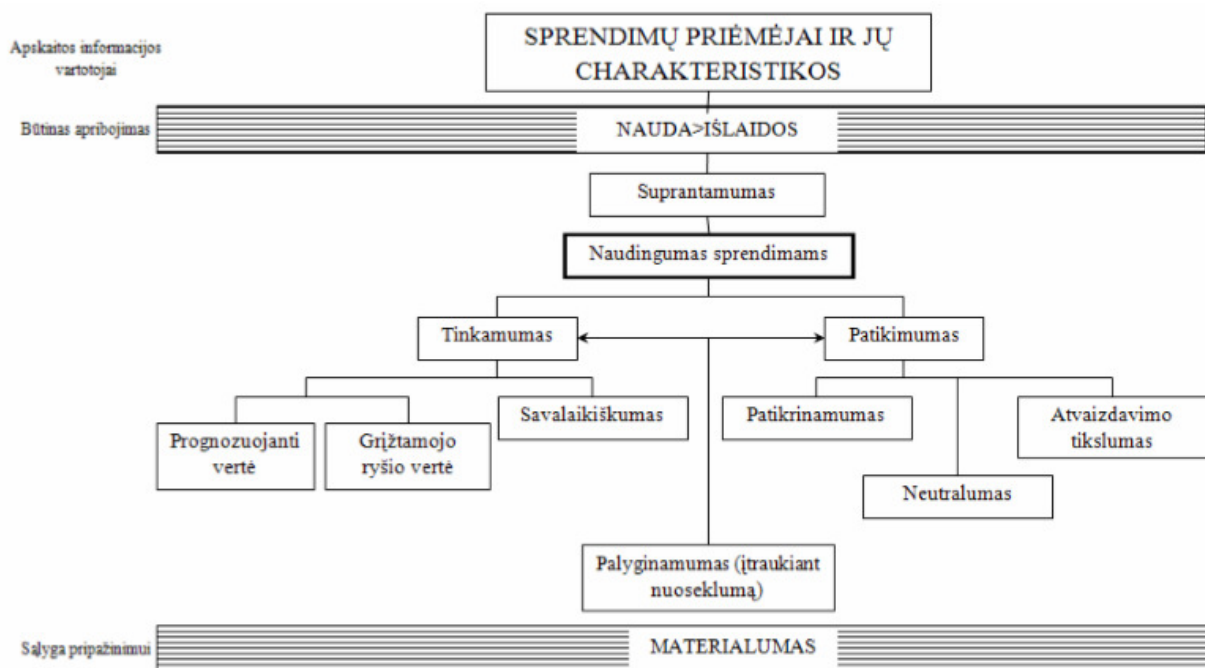 Apskaitos informacijos
vartotojai
SPRENDIMŲ PRIĖMĖJAI IR JŲ
CHARAKTERISTIKOS
Būtinas apribojimas
NAUDA>IŠLAIDOS
Suprantamumas
Naudingumas sprendimams
Tinkamumas
Patikimumas
Prognozuojanti
vertė
Grįžtamojo
ryšio vertė
Savalaikiškumas
Patikrinamumas
Neutralumas
Atvaizdavimo
tikslumas
Palyginamumas (įtraukiant
nuoseklumą)
Sąlyga pripažinimui
MATERIALUMAS